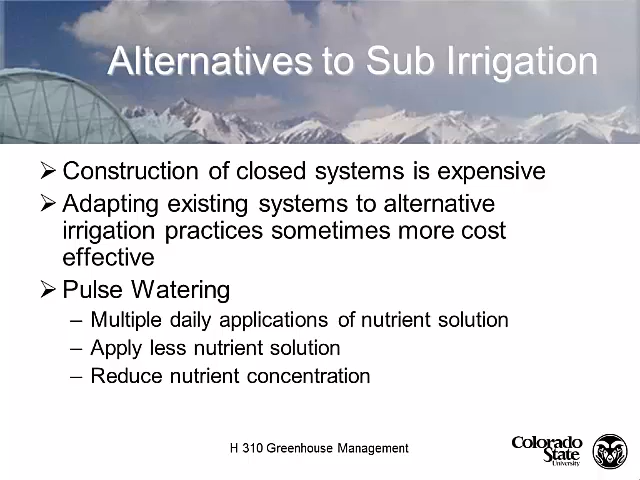 Alternatives to Sub Irrigation
➢ Construction of closed systems is expensive
➢ Adapting existing systems to alternative
irrigation practices sometimes more cost
effective
➢ Pulse Watering
– Multiple daily applications of nutrient solution
– Apply less nutrient solution
– Reduce nutrient concentration
H 310 Greenhouse Management
Colorado
State
University